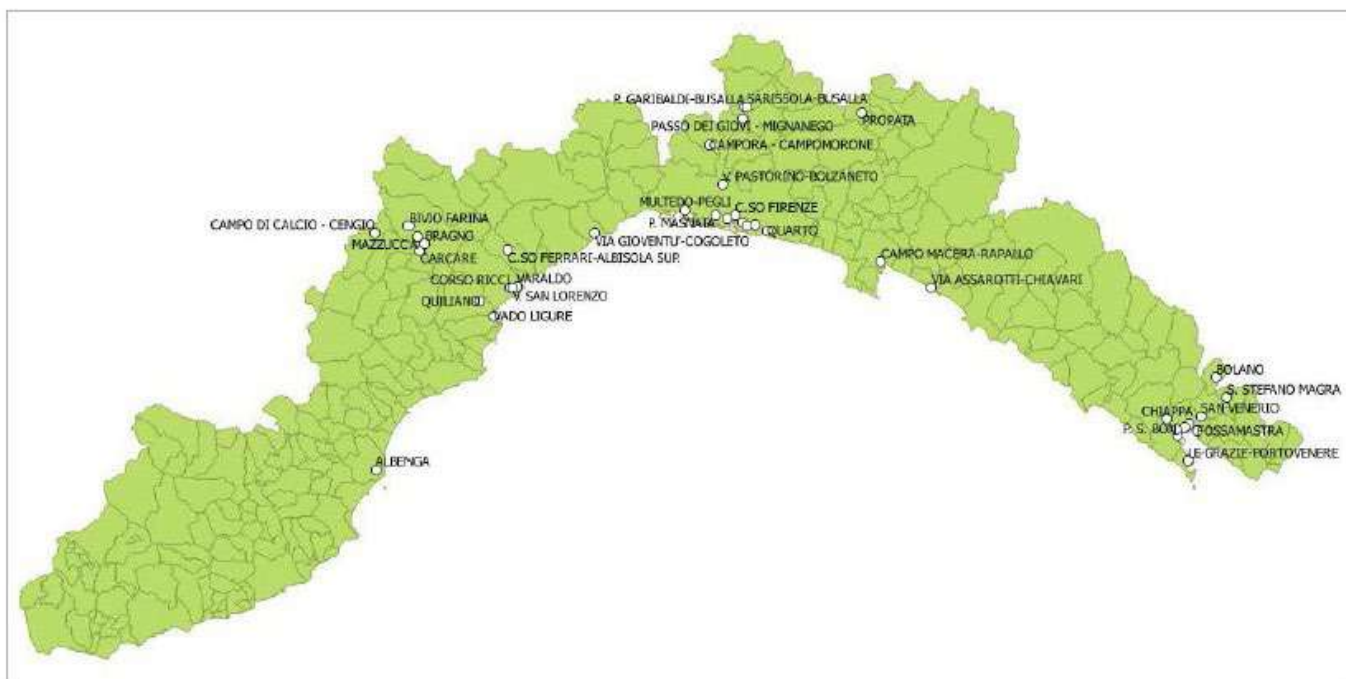 P. GARIBALDI-BUSALLA SARISSOLA-BUSALLA
PROPATA
PASSO DEI GIOVI - MIGNANEGO
CAMPORA - CAMPOMORONE
V. PASTORINO-BOLZANETO
MULTEDO-PEGLI
C.SO FIRENZE
P. MASNATA
QUARTO
CAMPO DI CALCIO - CENGIO
BIVIO FARINA
BRAGNO
MAZZUCCA
CARCARE
VIA GIOVENTU'-COGOLETO
C.SO FERRARI-ALBISOLA SUP.
CAMPO MACERA-RAPALLO
CORSO RICCI
VARALDO
VIA ASSAROTTI-CHIAVARI
QUILIANO
V. SAN LORENZO
VADO LIGURE
BOLANO
S. STEFANO MAGRA
CHIAPPA
SAN VENERIO
P. S. BON
FOSSAMASTRA
LE GRAZIE-PORTOVENERE
ALBENGA